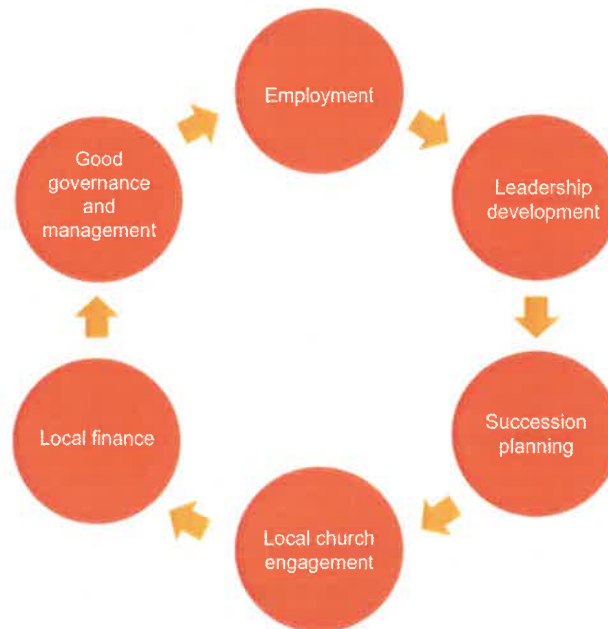 Employment
Leadership
development
Succession
planning
Local church
engagement
Local finance
Good
governance
and
management